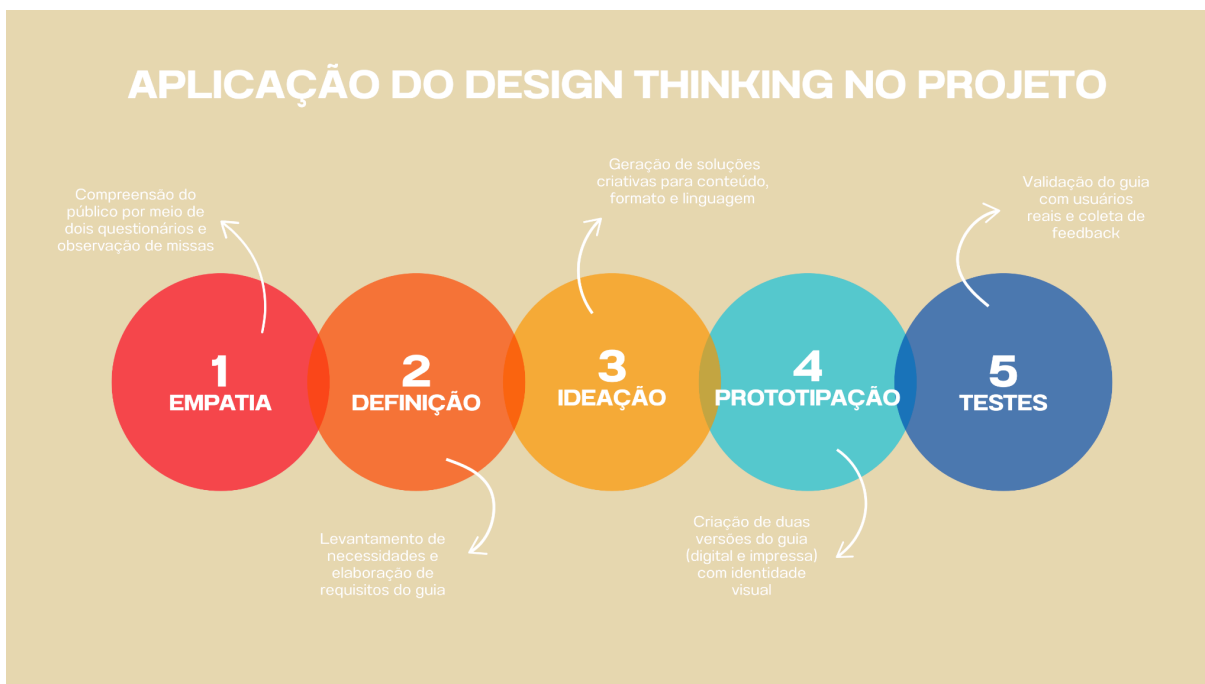 APLICAÇÃO DO DESIGN THINKING NO PROJETO
Compreensão do
público por meio de
dois questionários e
observação de missas
1
EMPATIA
2
DEFINIÇÃO
Levantamento de
necessidades e
elaboração de
requisitos do guia
Geração de soluções
criativas para conteúdo,
formato e linguagem
3
IDEAÇÃO
4
PROTOTIPAÇÃO
Criação de duas
versões do guia
(digital e impressa)
com identidade
visual
Validação do guia
com usuários
reais e coleta de
feedback
5
TESTES